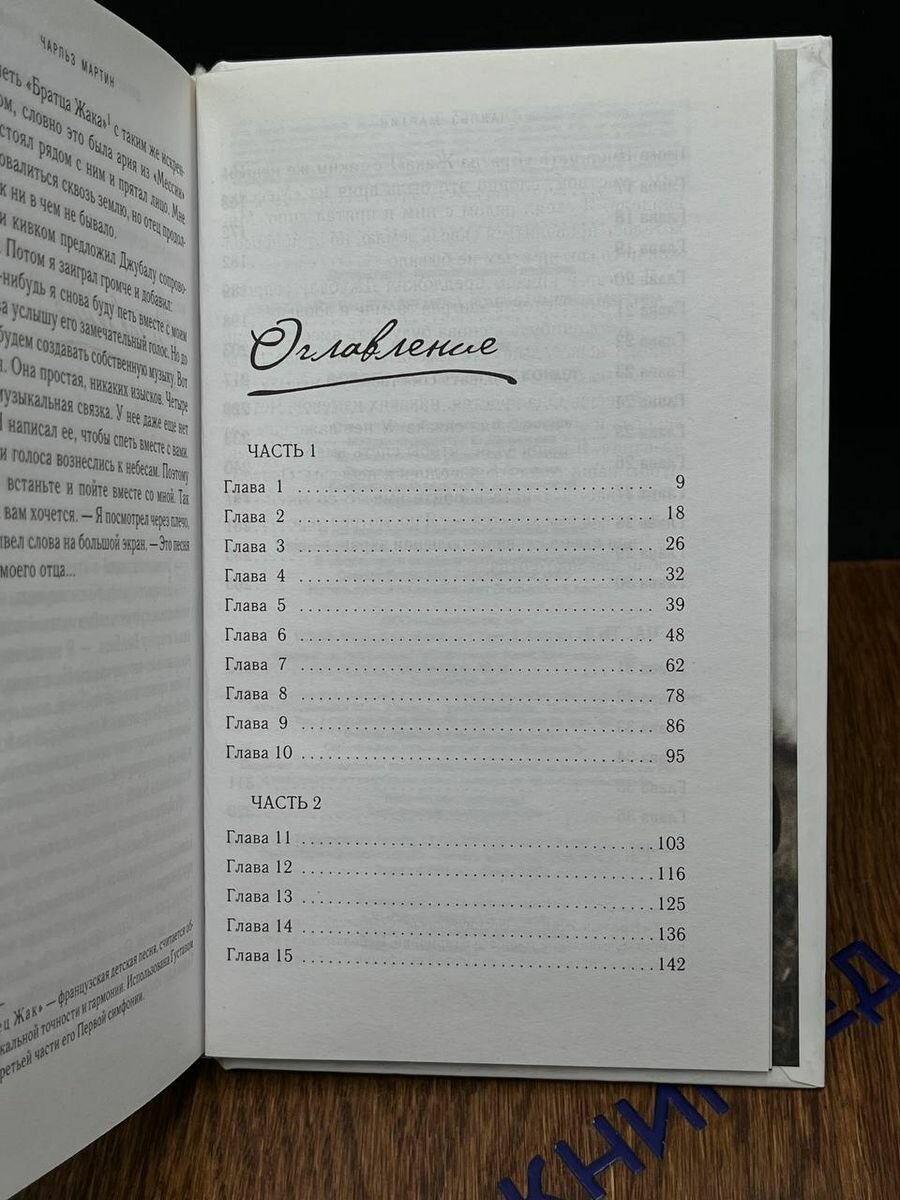 ЧАРЛЬЗ МАРТИН
петь «Братца Жака»¹ с таким же искрен-
словно это была ария из «Мессии»
стоял рядом с ним и прятал лицо. Мне
сквозь землю, но отец продол-
ни в чем не бывало.
кивком предложил Джубалу сопрово-
Потом я заиграл громче и добавил:
-нибудь я снова буду петь вместе с моим
услышу его замечательный голос. Но до
будем создавать собственную музыку. Вот
Она простая, никаких изысков. Четыре
музыкальная связка. У нее даже еще нет
написал ее, чтобы спеть вместе с вами.
и голоса вознеслись к небесам. Поэтому
встаньте и пойте вместе со мной. Так
вам хочется. — Я посмотрел через плечо,
слова на большой экран. — Это песня
моего отца...
ец Жак» — французская детская песня, считается об-
кальной точности и гармонии. Использована Густавом
третьей части его Первой симфонии.
Оглавление
ЧАСТЬ 1
Глава 1 9
Глава 2 18
Глава 3 26
Глава 4 32
Глава 5 39
Глава 6 48
Глава 7 62
Глава 8 78
Глава 9 86
Глава 10 95
ЧАСТЬ 2
Глава 11 103
Глава 12 116
Глава 13 125
Глава 14 136
Глава 15 142